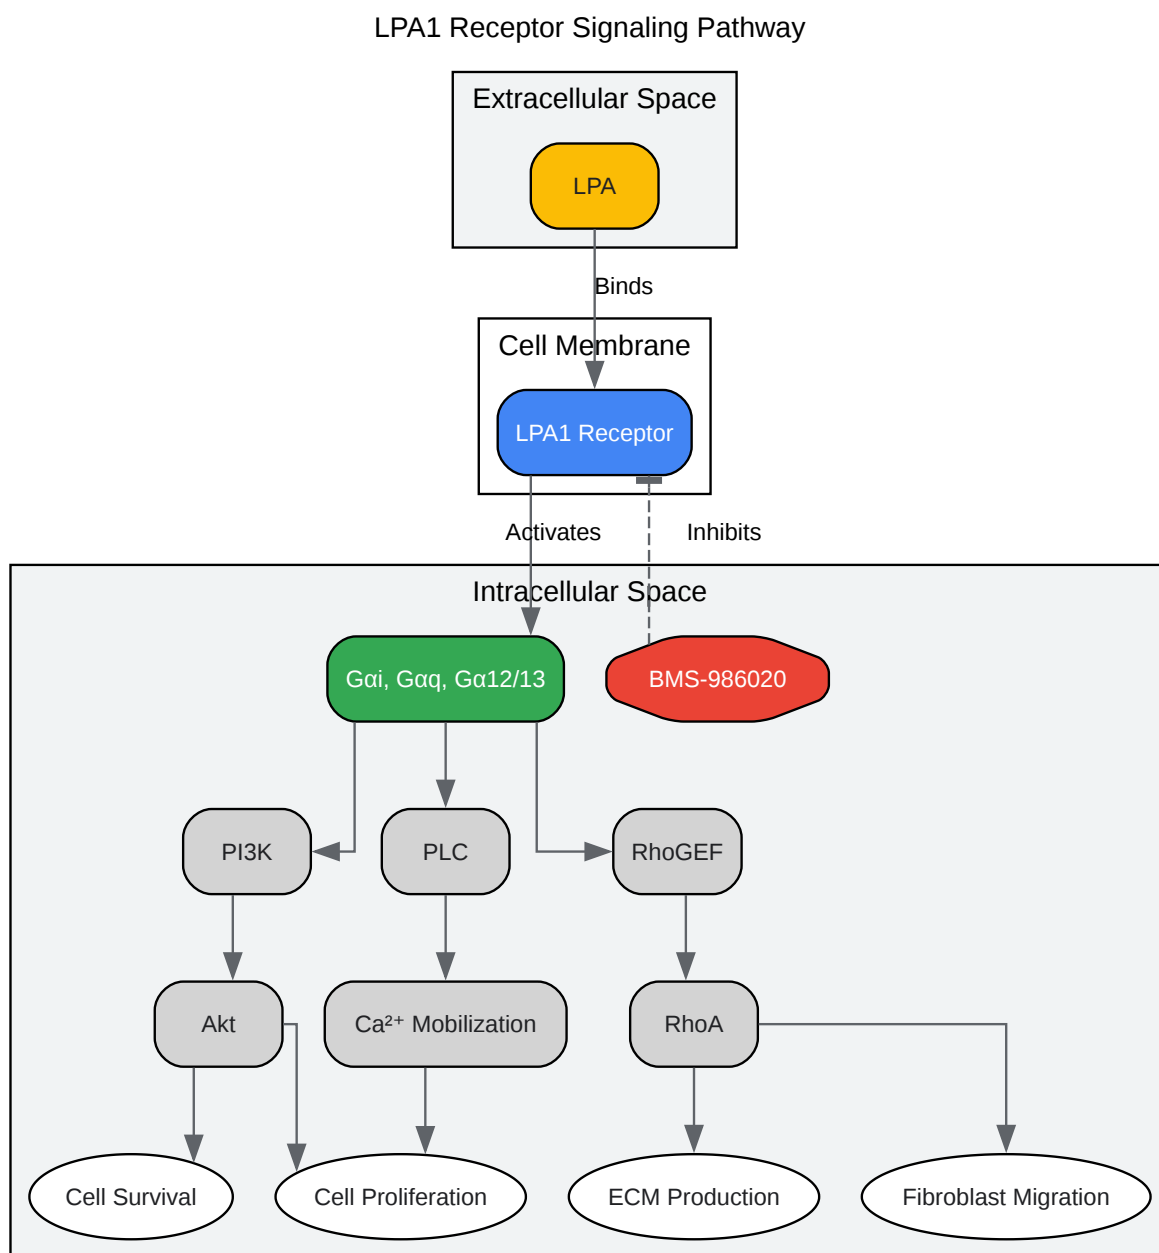 LPA1 Receptor Signaling Pathway
Extracellular Space
LPA
Binds
Cell Membrane
LPA1 Receptor
Activates
Inhibits
Intracellular Space
Gαi, Gαq, Gα12/13
BMS-986020
PI3K
PLC
RhoGEF
Akt
Ca²⁺ Mobilization
RhoA
Cell Survival
Cell Proliferation
ECM Production
Fibroblast Migration